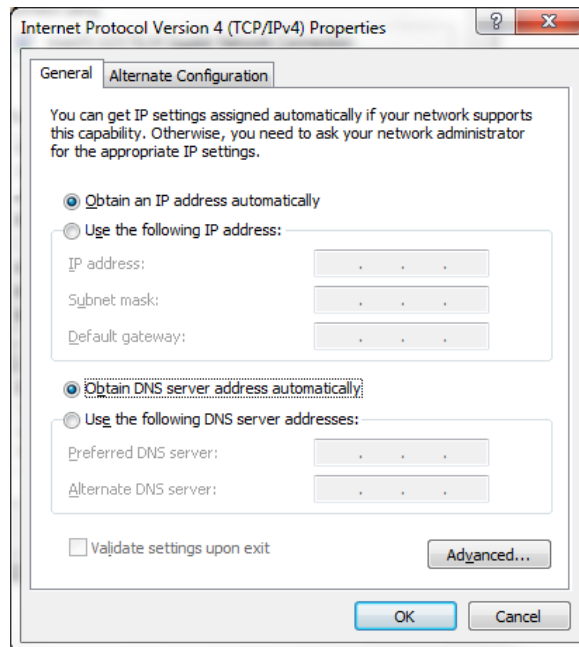 Internet Protocol Version 4 (TCP/IPv4) Properties
General
Alternate Configuration
You can get IP settings assigned automatically if your network supports
this capability. Otherwise, you need to ask your network administrator
for the appropriate IP settings.
Obtain an IP address automatically
Use the following IP address:
IP address:
Subnet mask:
Default gateway:
Obtain DNS server address automatically
Use the following DNS server addresses:
Preferred DNS server:
Alternate DNS server:
Validate settings upon exit
Advanced...
OK
Cancel